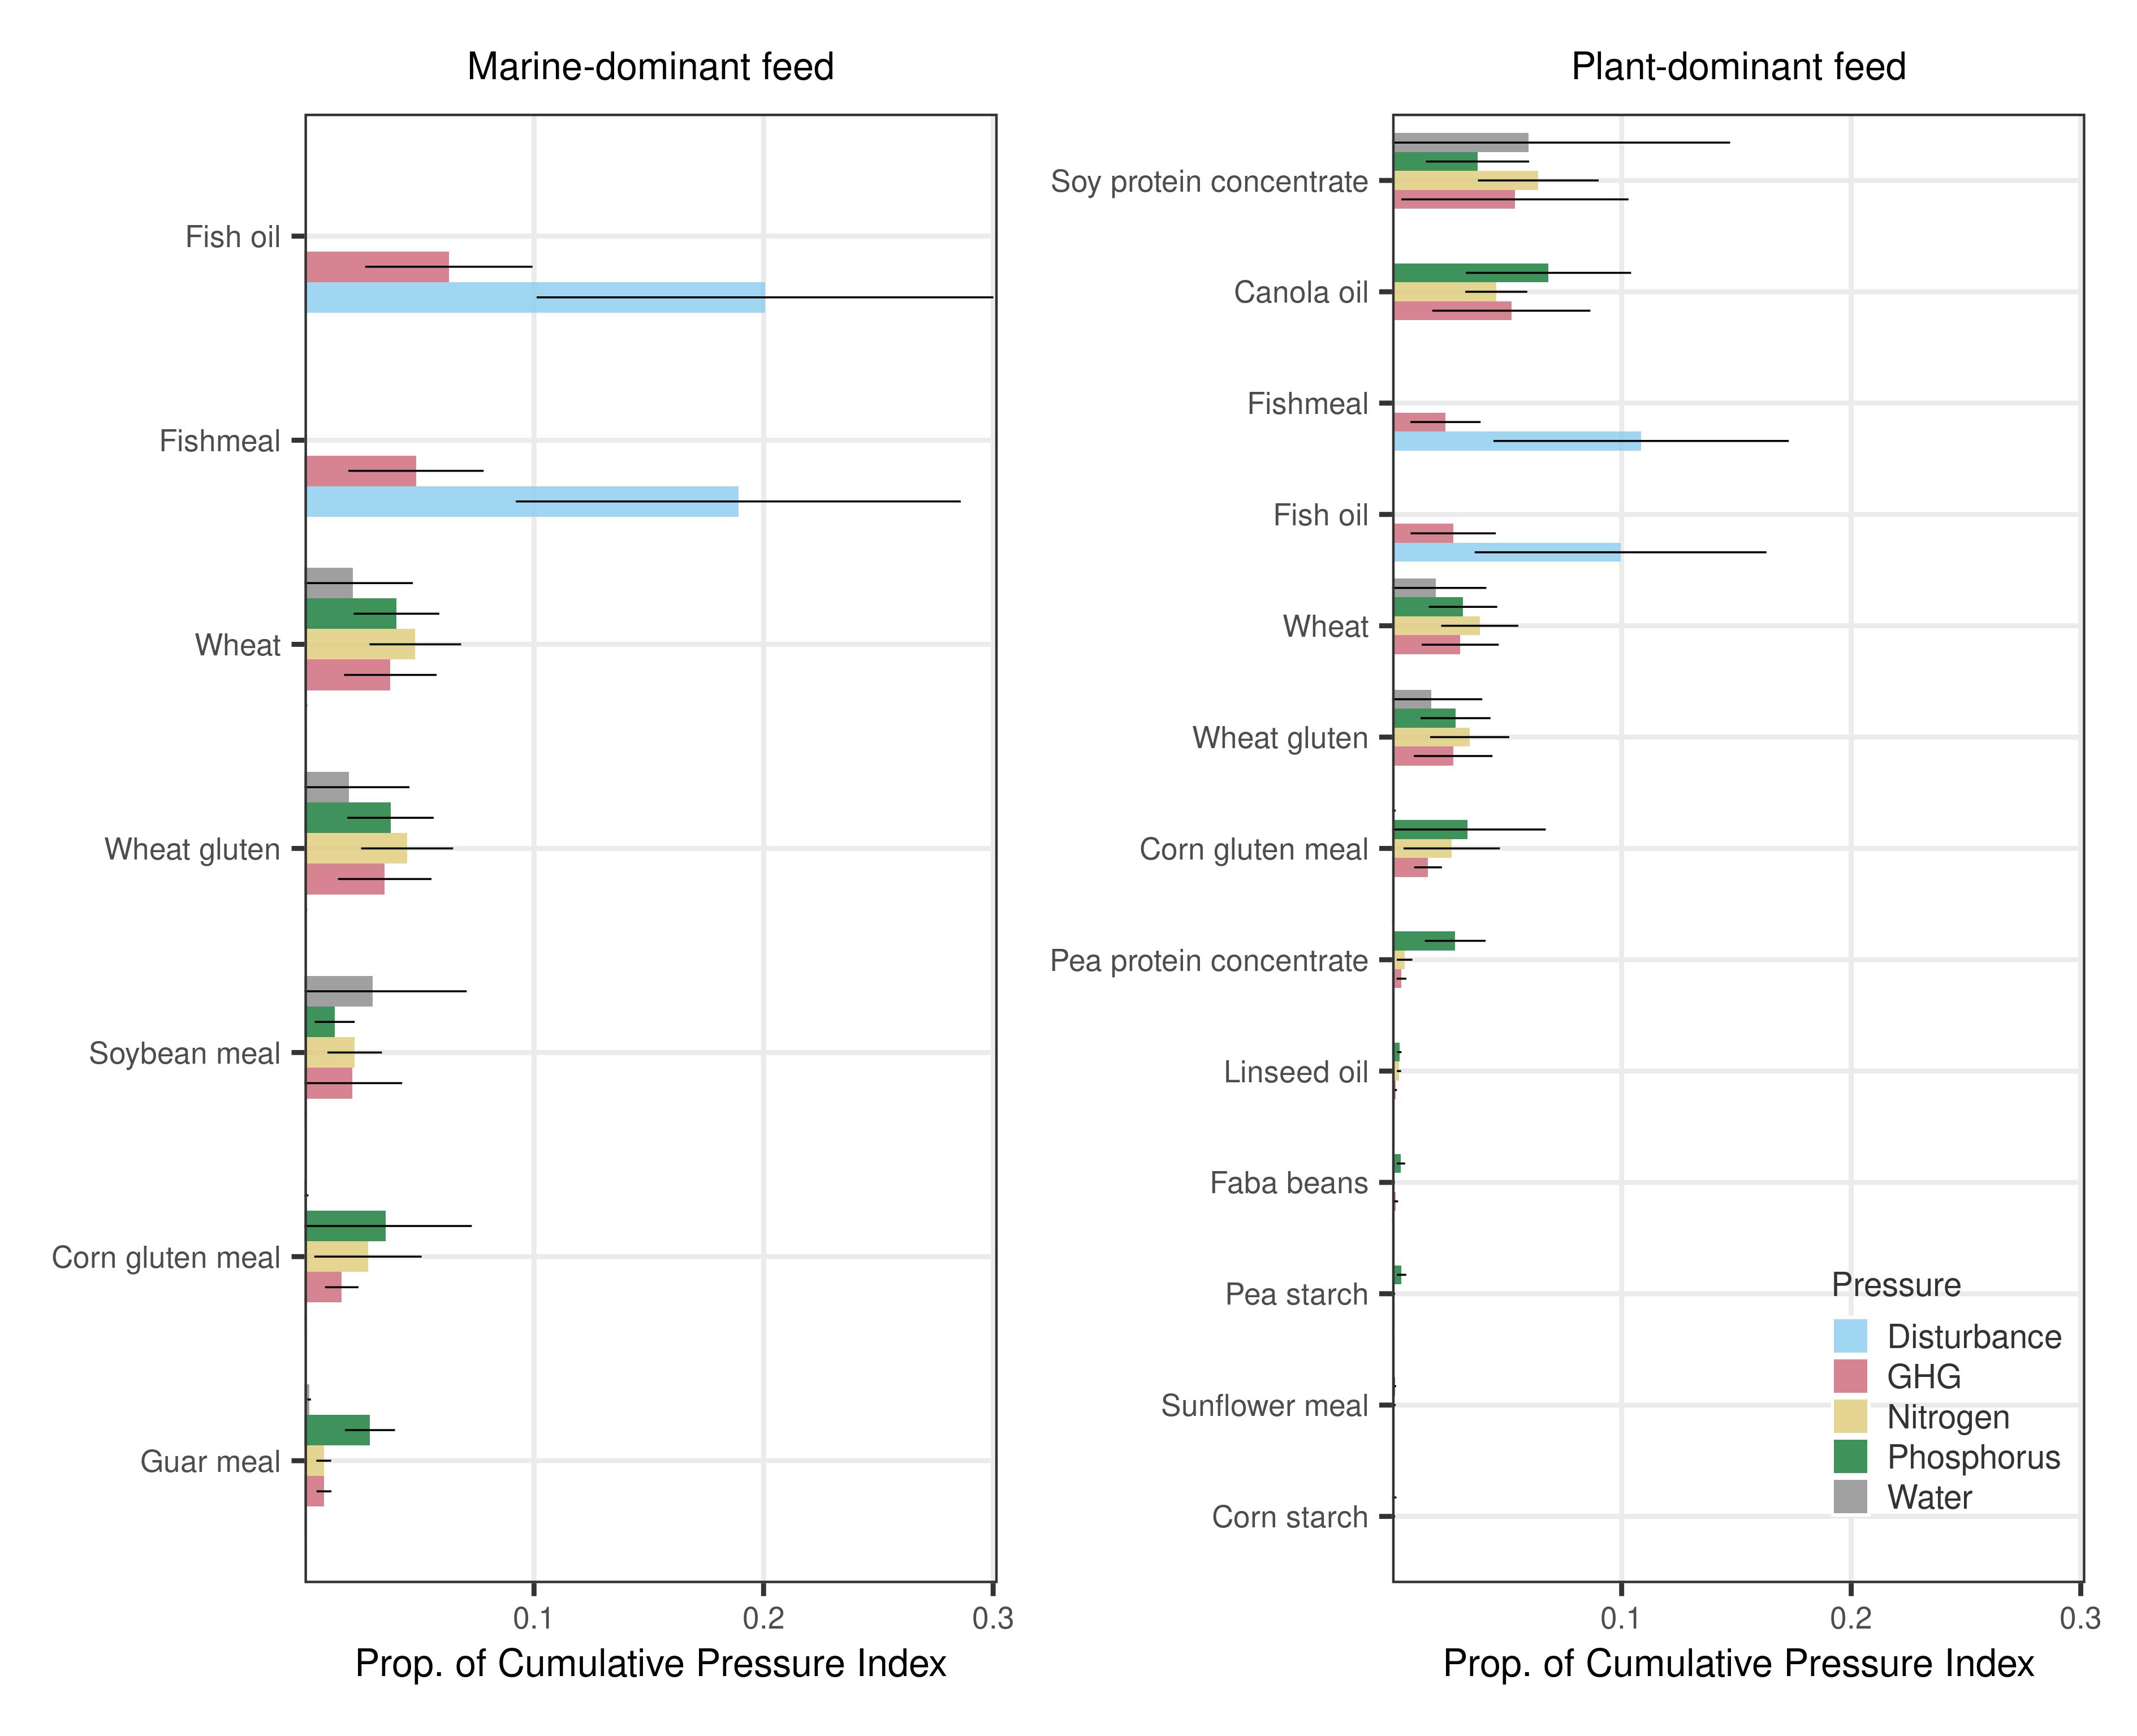 Marine-dominant feed
Fish oil
Fishmeal
Wheat
Wheat gluten
Soybean meal
Corn gluten meal
Guar meal
0.1
0.2
0.3
Prop. of Cumulative Pressure Index
Plant-dominant feed
Soy protein concentrate
Canola oil
Fishmeal
Fish oil
Wheat
Wheat gluten
Corn gluten meal
Pea protein concentrate
Linseed oil
Faba beans
Pea starch
Sunflower meal
Corn starch
Pressure
Disturbance
GHG
Nitrogen
Phosphorus
Water
0.1
0.2
0.3
Prop. of Cumulative Pressure Index